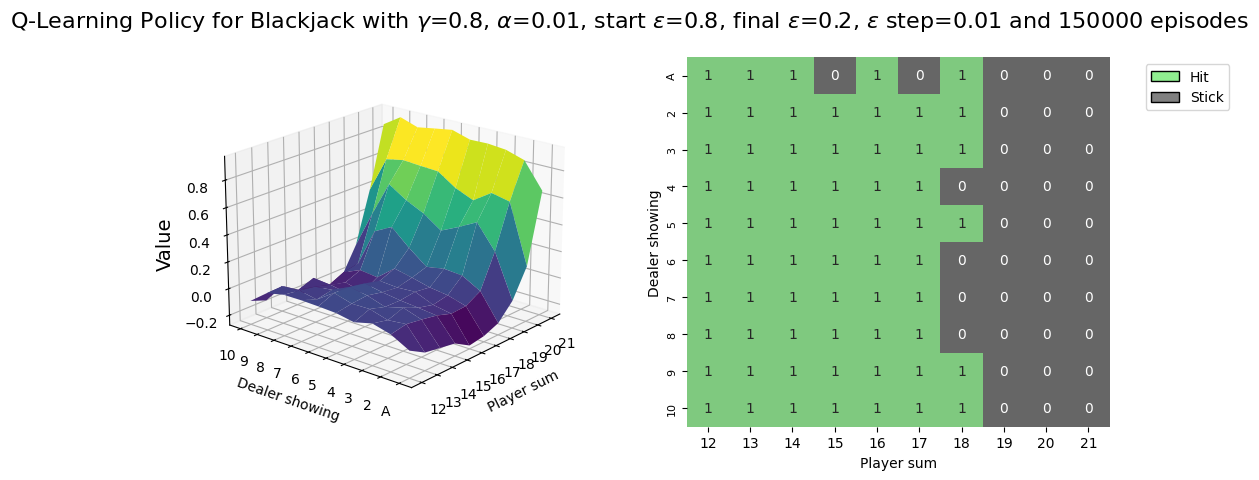 Q-Learning Policy for Blackjack with γ=0.8, α=0.01, start ε=0.8, final ε=0.2, ε step=0.01 and 150000 episodes
Value
0.8
0.6
0.4
0.2
0.0
−0.2
10 9 8 7 6 5 4 3 2 A
Dealer showing
12 13 14 15 16 17 18 19 20 21
Player sum
Dealer showing
A 1 1 1 0 1 0 1 0 0 0
2 1 1 1 1 1 1 1 0 0 0
3 1 1 1 1 1 1 1 0 0 0
4 1 1 1 1 1 1 0 0 0 0
5 1 1 1 1 1 1 1 0 0 0
6 1 1 1 1 1 1 0 0 0 0
7 1 1 1 1 1 1 0 0 0 0
8 1 1 1 1 1 1 0 0 0 0
9 1 1 1 1 1 1 1 0 0 0
10 1 1 1 1 1 1 1 0 0 0
12 13 14 15 16 17 18 19 20 21
Player sum
Hit
Stick